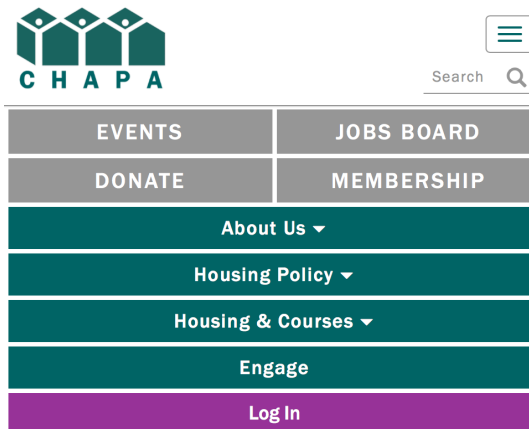 CHAPA
Search
EVENTS
JOBS BOARD
DONATE
MEMBERSHIP
About Us
Housing Policy
Housing & Courses
Engage
Log In